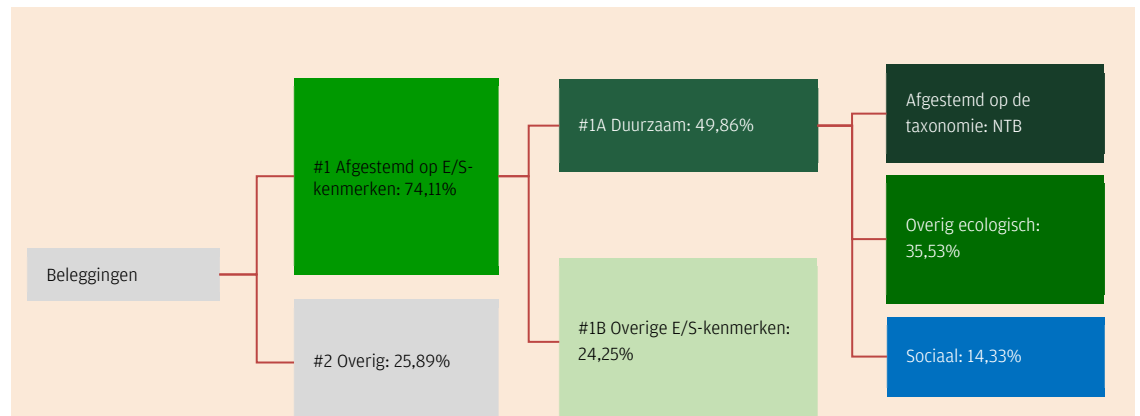 Beleggingen
#1 Afgestemd op E/S-
kenmerken: 74,11%
#2 Overig: 25,89%
#1A Duurzaam: 49,86%
#1B Overige E/S-kenmerken:
24,25%
Afgestemd op de
taxonomie: NTB
Overig ecologisch:
35,53%
Sociaal: 14,33%